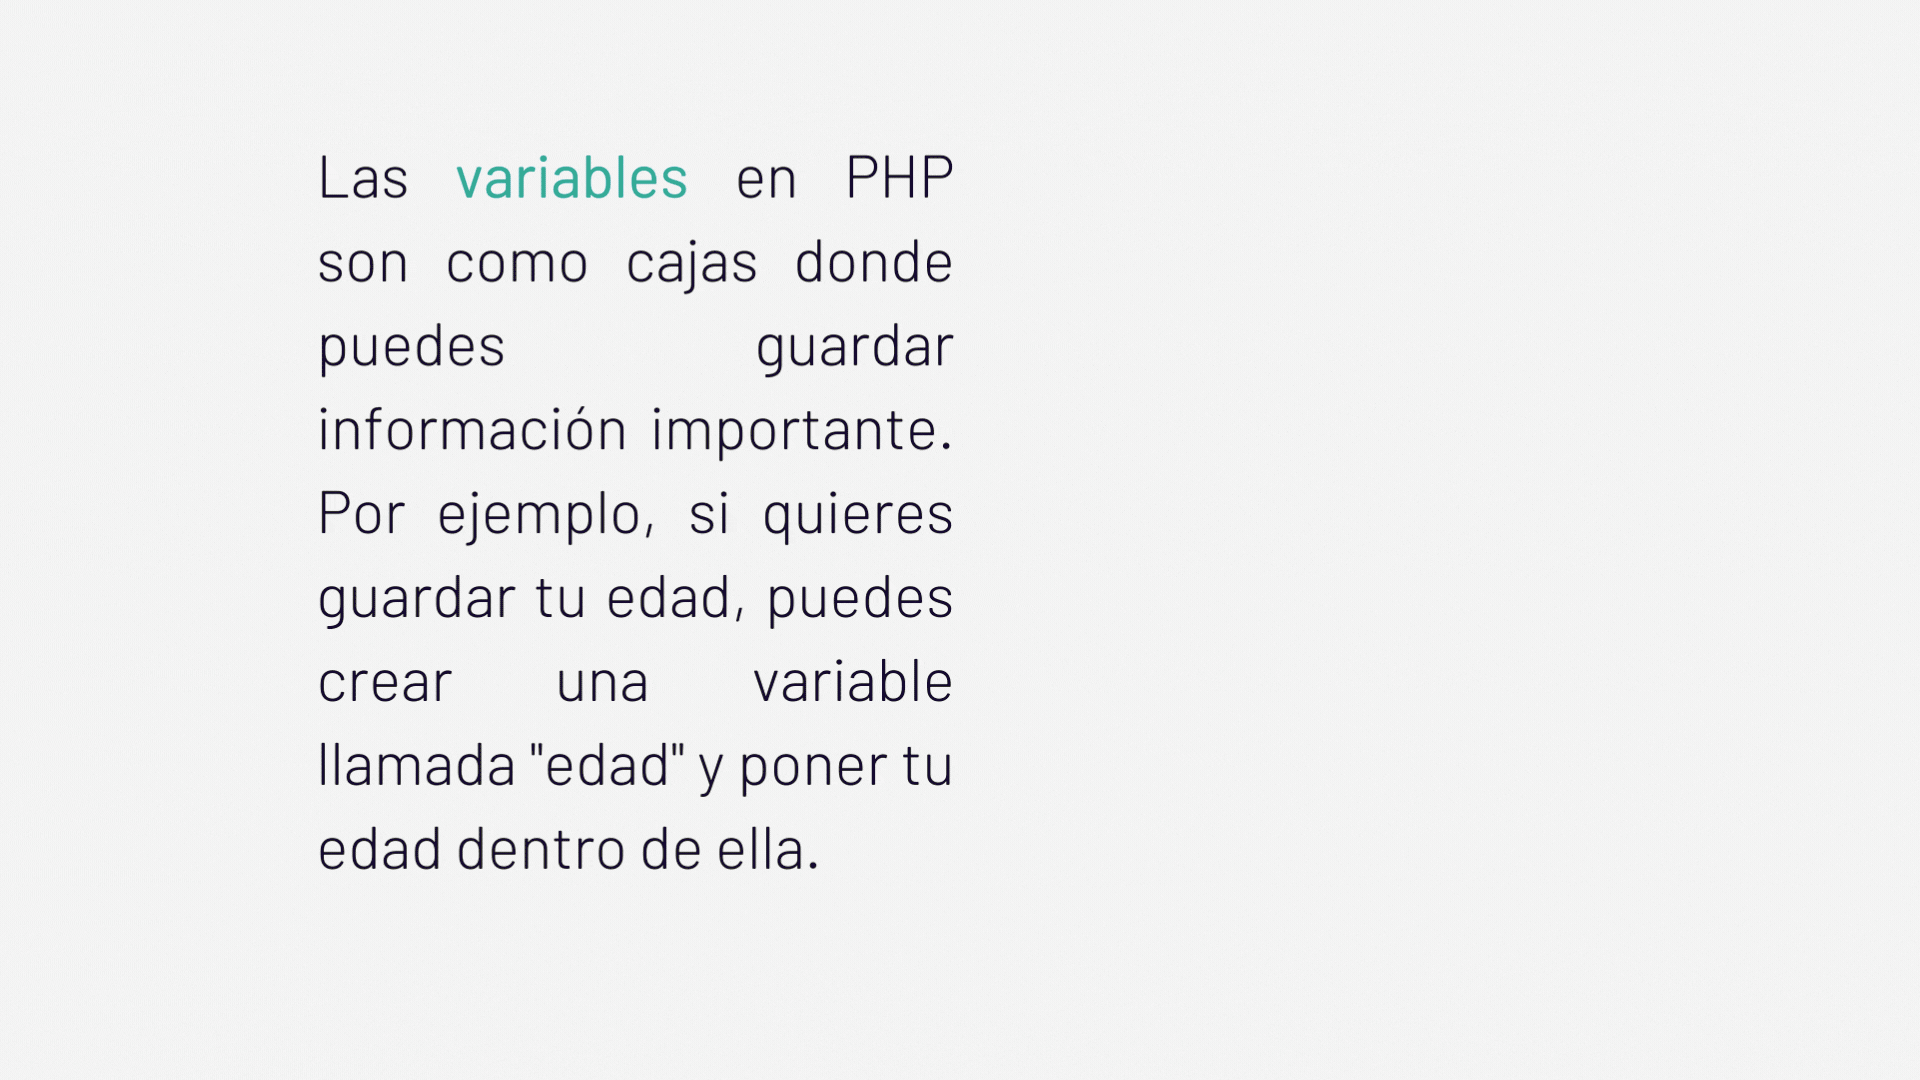 Las variables en PHP
son como cajas donde
puedes guardar
información importante.
Por ejemplo, si quieres
guardar tu edad, puedes
crear una variable
llamada "edad" y poner tu
edad dentro de ella.